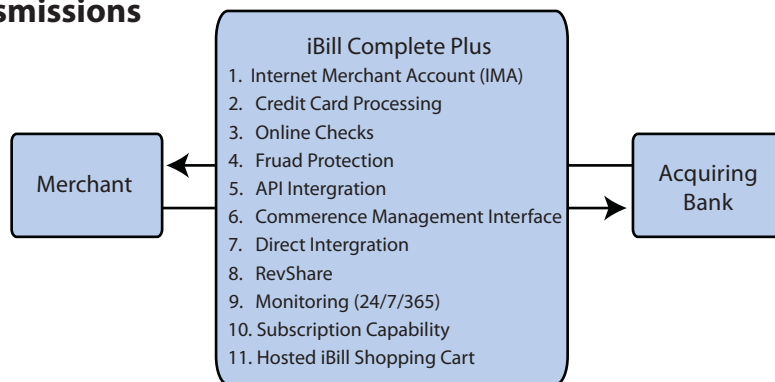 smissions
iBill Complete Plus
1. Internet Merchant Account (IMA)
2. Credit Card Processing
3. Online Checks
4. Fruad Protection
5. API Intergration
6. Commerence Management Interface
7. Direct Intergration
8. RevShare
9. Monitoring (24/7/365)
10. Subscription Capability
11. Hosted iBill Shopping Cart
Merchant
Acquiring
Bank